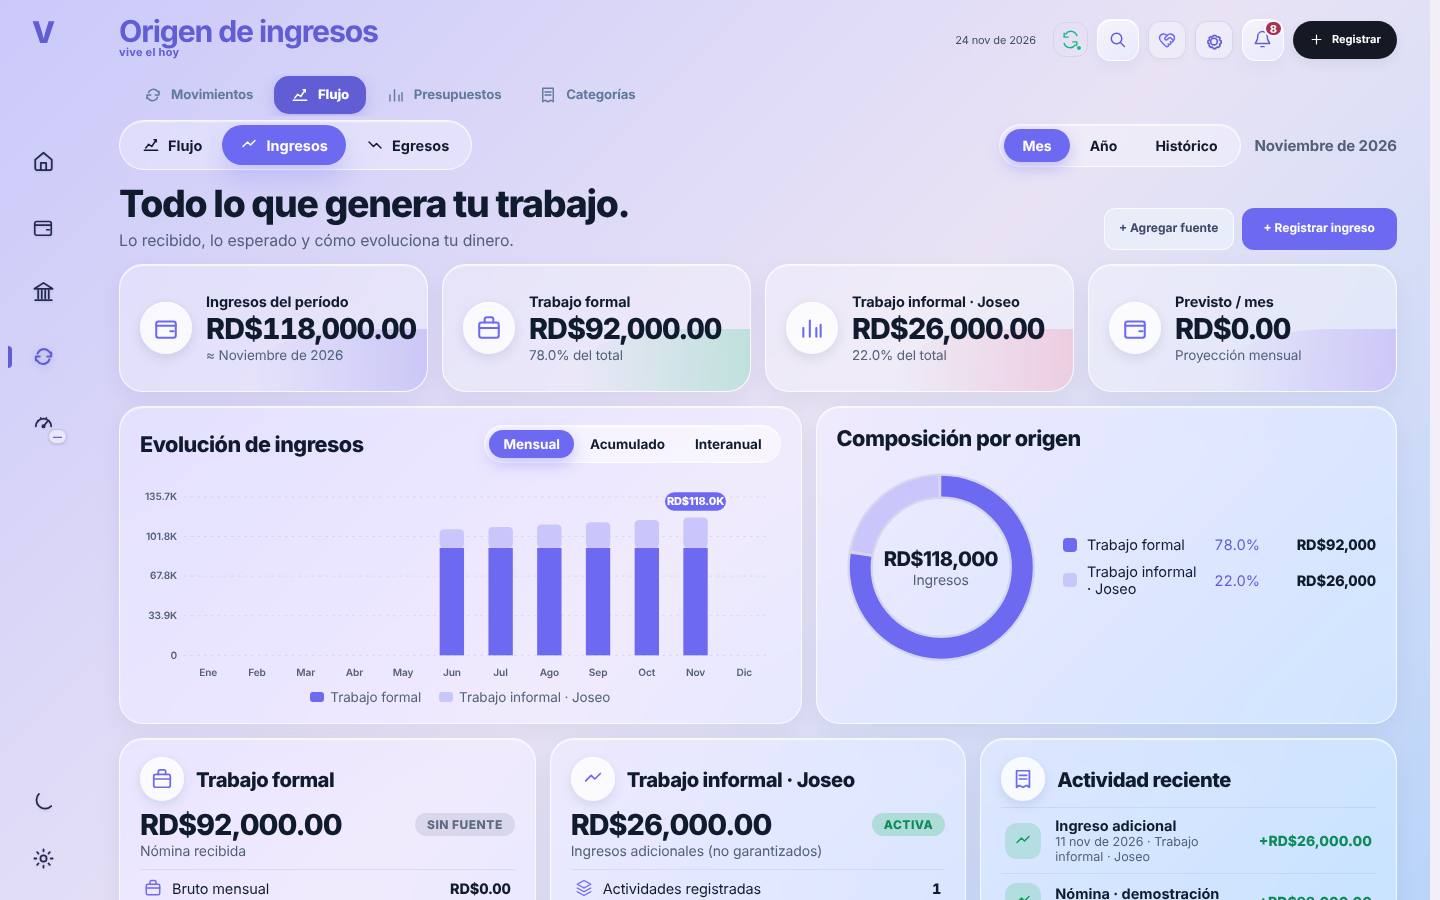 V
Origen de ingresos
vive el hoy
24 nov de 2026
8
+ Registrar
Movimientos
Flujo
Presupuestos
Categorías
Flujo
Ingresos
Egresos
Mes
Año
Histórico
Noviembre de 2026
Todo lo que genera tu trabajo.
Lo recibido, lo esperado y cómo evoluciona tu dinero.
+ Agregar fuente
+ Registrar ingreso
Ingresos del período
RD$118,000.00
≈ Noviembre de 2026
Trabajo formal
RD$92,000.00
78.0% del total
Trabajo informal · Joseo
RD$26,000.00
22.0% del total
Previsto / mes
RD$0.00
Proyección mensual
Evolución de ingresos
Mensual
Acumulado
Interanual
135.7K
101.8K
67.8K
33.9K
0
RD$118.0K
Ene
Feb
Mar
Abr
May
Jun
Jul
Ago
Sep
Oct
Nov
Dic
Trabajo formal
Trabajo informal · Joseo
Composición por origen
RD$118,000
Ingresos
Trabajo formal 78.0% RD$92,000
Trabajo informal
· Joseo
22.0% RD$26,000
Trabajo formal
RD$92,000.00
SIN FUENTE
Nómina recibida
Bruto mensual RD$0.00
Trabajo informal · Joseo
RD$26,000.00
ACTIVA
Ingresos adicionales (no garantizados)
Actividades registradas 1
Actividad reciente
Ingreso adicional
11 nov de 2026 · Trabajo
informal · Joseo
+RD$26,000.00
Nómina · demostración